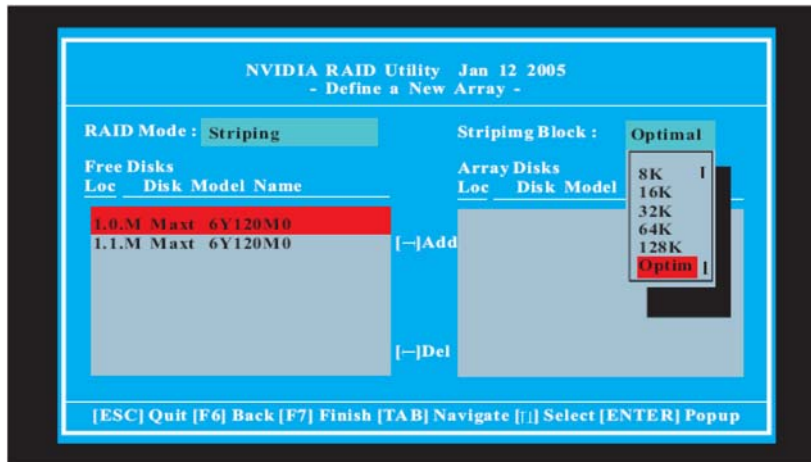 NVIDIA RAID Utility Jan 12 2005
- Define a New Array -
RAID Mode : Striping
Stripimg Block : Optimal
Free Disks
Loc Disk Model Name
Array Disks
Loc Disk Model
8K
16K
32K
64K
128K
Optim
1.0.M Maxt 6Y120M0
1.1.M Maxt 6Y120M0
[—]Add
[—]Del
[ESC] Quit [F6] Back [F7] Finish [TAB] Navigate [↑↓] Select [ENTER] Popup